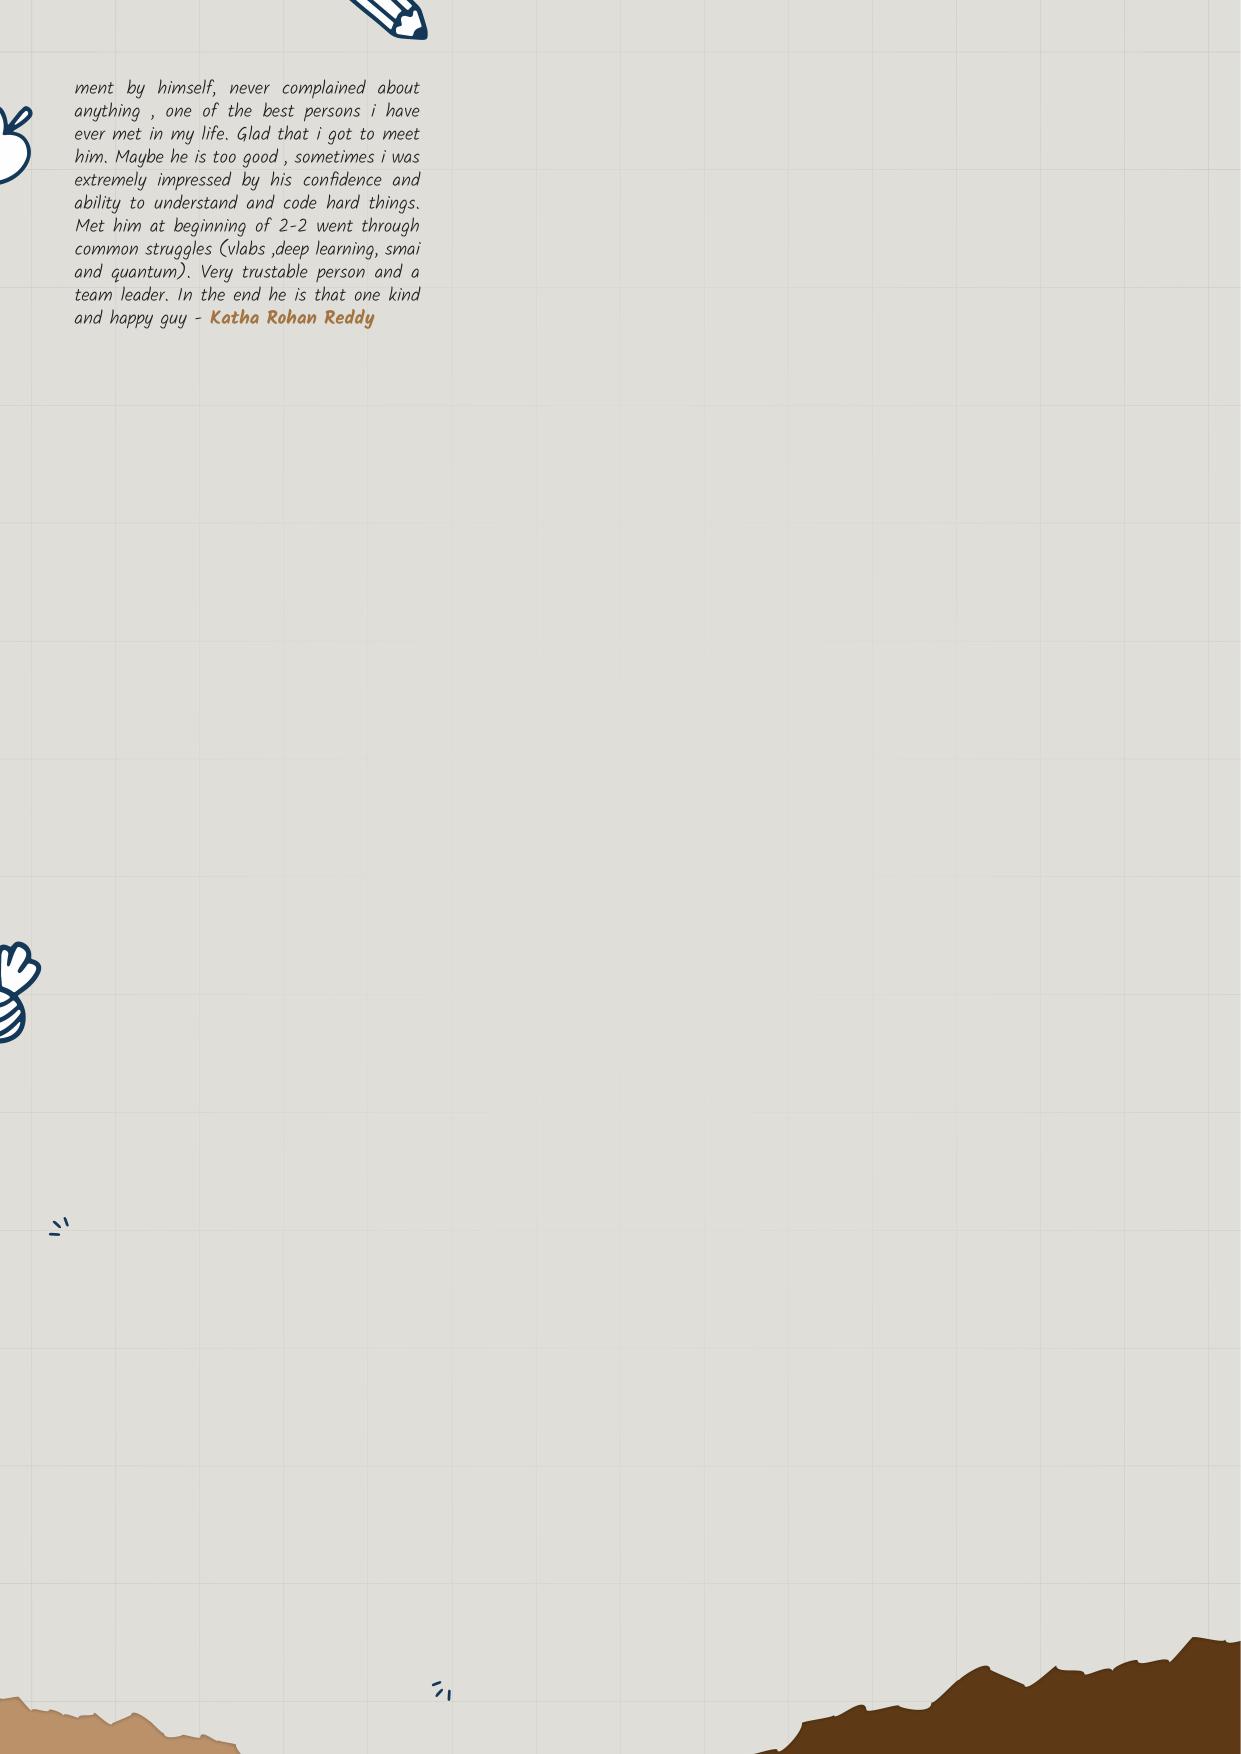 ment by himself, never complained about
anything , one of the best persons i have
ever met in my life. Glad that i got to meet
him. Maybe he is too good , sometimes i was
extremely impressed by his confidence and
ability to understand and code hard things.
Met him at beginning of 2-2 went through
common struggles (vlabs ,deep learning, smai
and quantum). Very trustable person and a
team leader. In the end he is that one kind
and happy guy - Katha Rohan Reddy